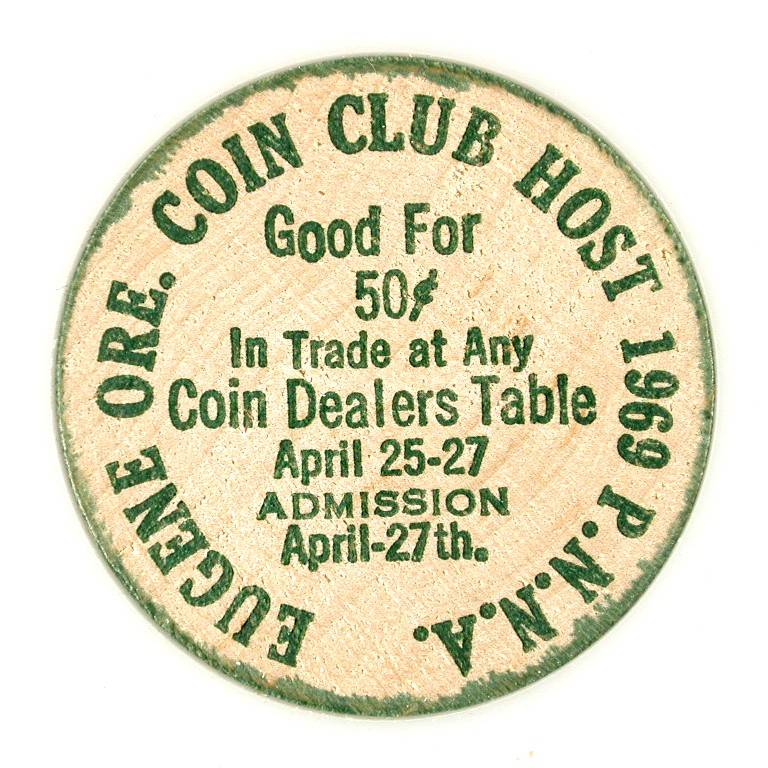 EUGENE ORE. COIN CLUB HOST 1969 P.N.N.A.
Good For
50¢
In Trade at Any
Coin Dealers Table
April 25-27
ADMISSION
April-27th.